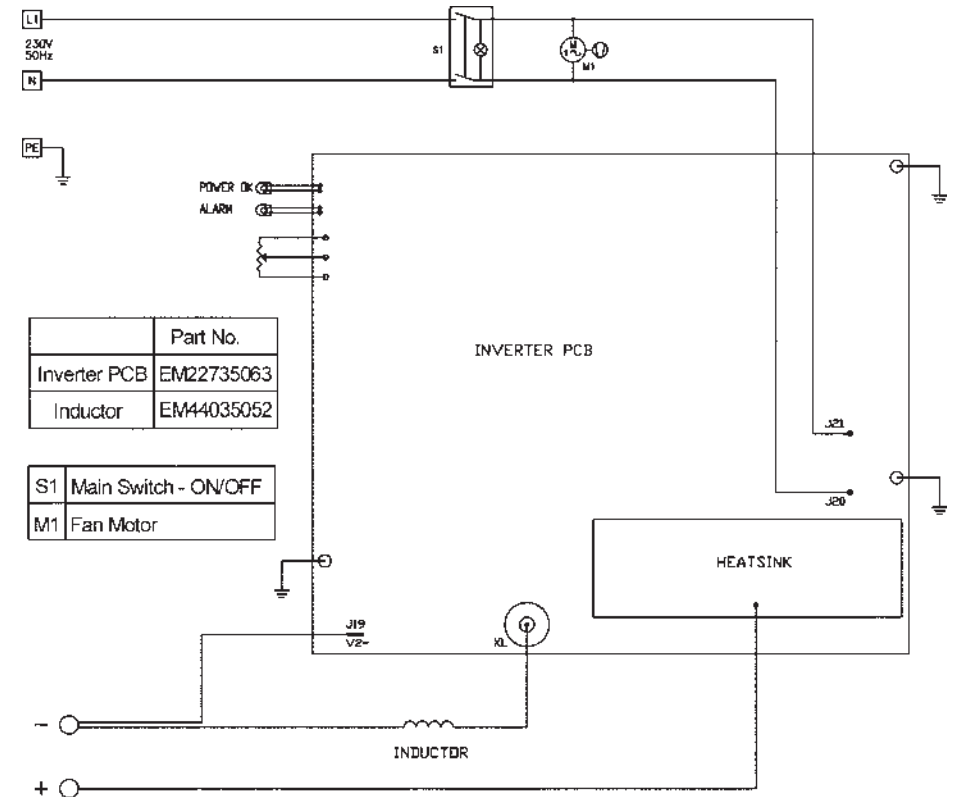 L1
230V
50Hz
S1
M
1
M1
N
PE
POWER OK
ALARM
INVERTER PCB
Part No.
Inverter PCB EM22735063
Inductor EM44035052
J21
S1 Main Switch - ON/OFF
M1 Fan Motor
J20
HEATSINK
J19
V2-
XL
-
INDUCTOR
+